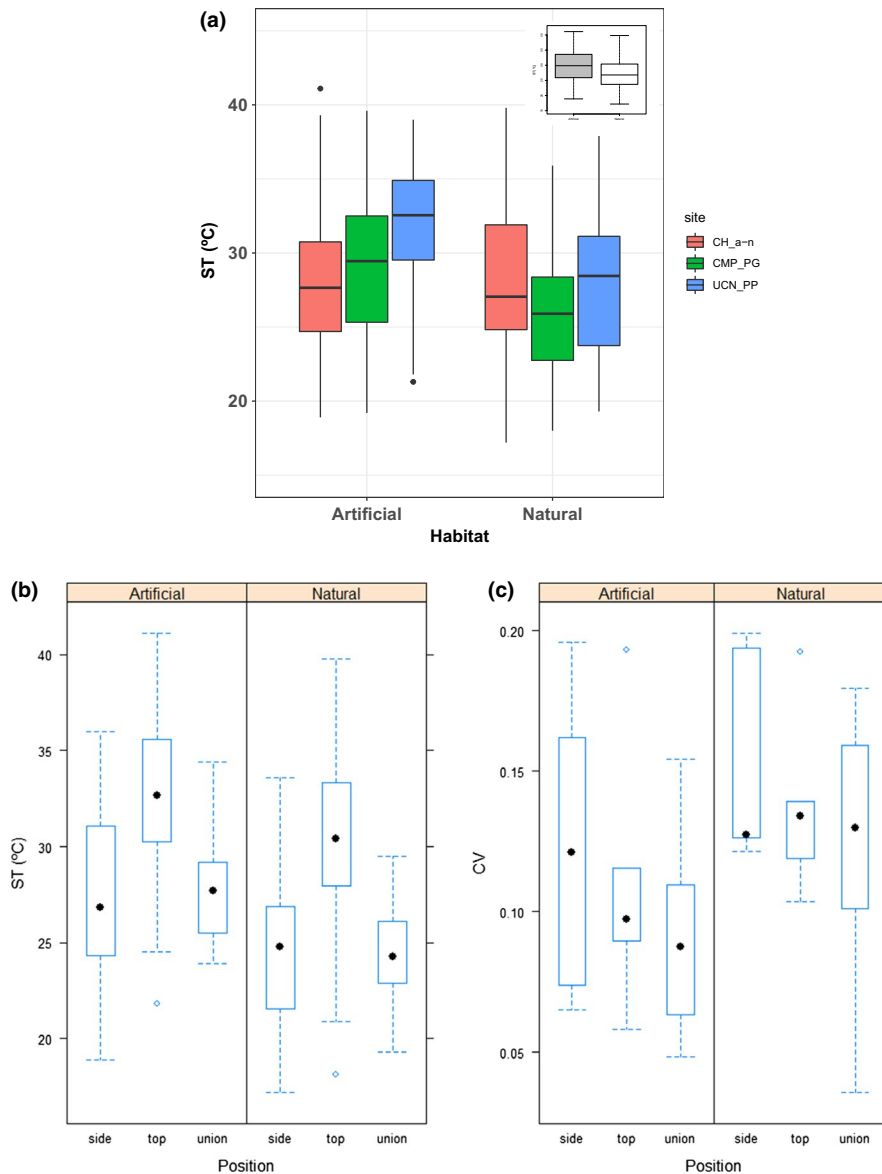 (a)
ST (ºC)
40
30
20
Artificial
Natural
Habitat
site
CH_a−n
CMP_PG
UCN_PP
(b)
Artificial
Natural
ST (ºC)
40
35
30
25
20
side
top
union
side
top
union
Position
(c)
Artificial
Natural
CV
0.20
0.15
0.10
0.05
side
top
union
side
top
union
Position